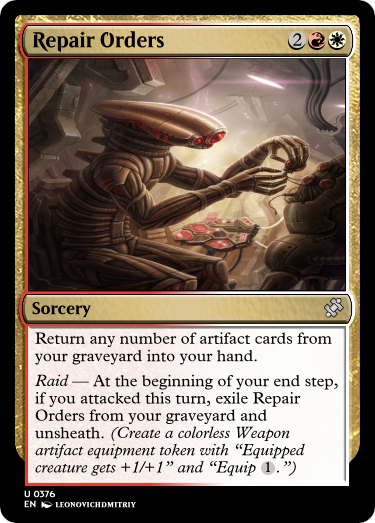 Repair Orders 2
Sorcery
Return any number of artifact cards from
your graveyard into your hand.
Raid — At the beginning of your end step,
if you attacked this turn, exile Repair
Orders from your graveyard and
unsheath. (Create a colorless Weapon
artifact equipment token with “Equipped
creature gets +1/+1” and “Equip 1.”)
U 0376
EN LEONOVICHDMITRIY